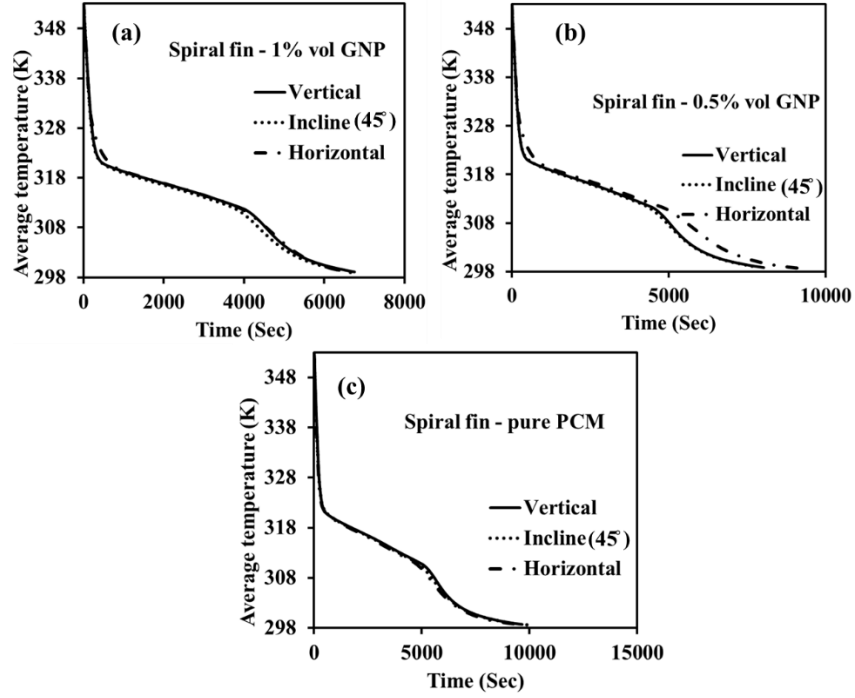 (a)
Spiral fin - 1% vol GNP
Vertical
Incline (45°)
Horizontal
Average temperature (K)
348
338
328
318
308
298
0
2000
4000
6000
8000
Time (Sec)
(b)
Spiral fin - 0.5% vol GNP
Vertical
Incline (45°)
Horizontal
Average temperature (K)
348
338
328
318
308
298
0
5000
10000
Time (Sec)
(c)
Spiral fin - pure PCM
Vertical
Incline (45°)
Horizontal
Average temperature (K)
348
338
328
318
308
298
0
5000
10000
15000
Time (Sec)